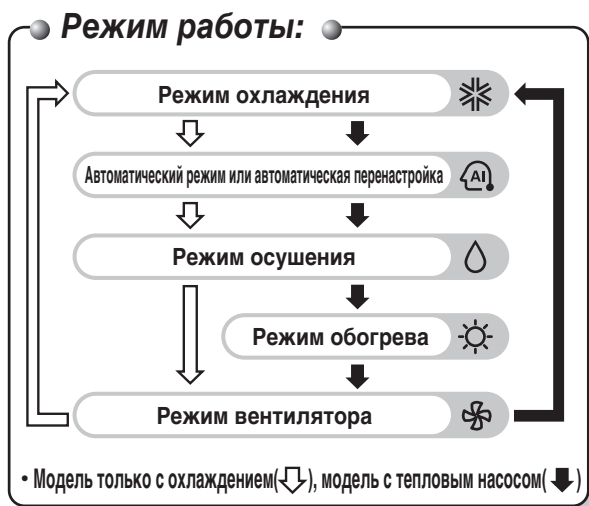 Режим работы:
Режим охлаждения
Автоматический режим или автоматическая перенастройка
AI
Режим осушения
Режим обогрева
Режим вентилятора
• Модель только с охлаждением(⇩), модель с тепловым насосом(🡇)